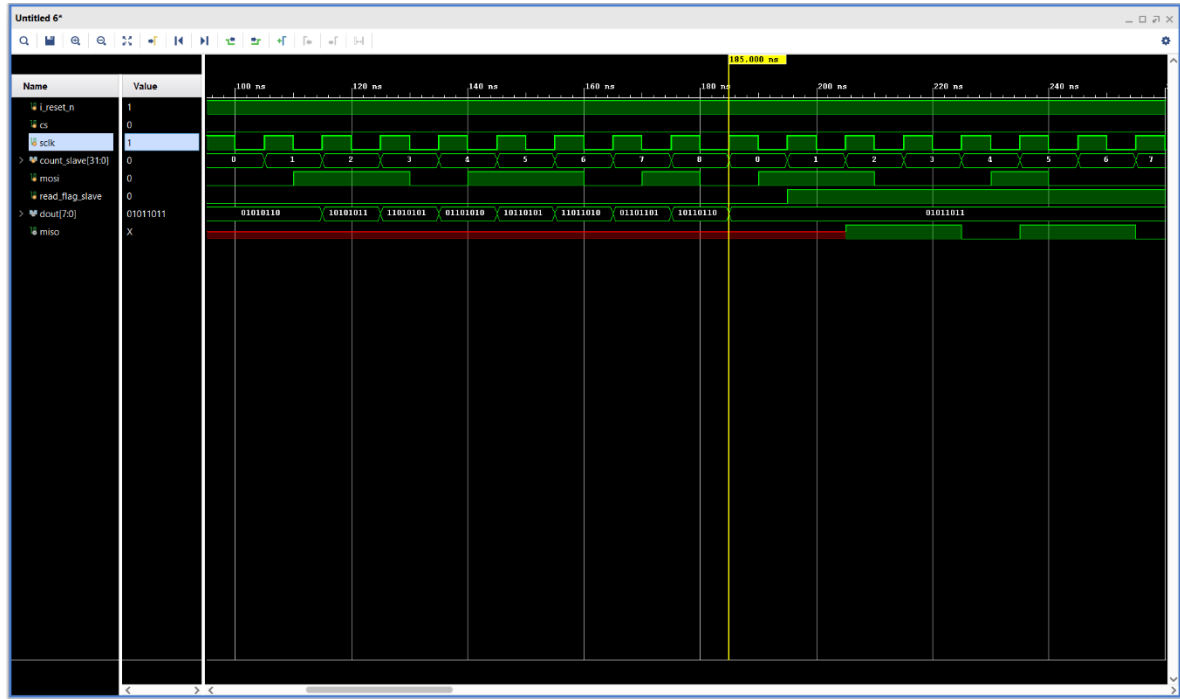 Untitled 6*
185.000 ns
Name Value
100 ns 120 ns 140 ns 160 ns 180 ns 200 ns 220 ns 240 ns
i_reset_n 1
cs 0
sclk 1
count_slave[31:0] 0 0 1 2 3 4 5 6 7 8 0 1 2 3 4 5 6 7
mosi 0
read_flag_slave 0
dout[7:0] 01011011 01010110 10101011 11010101 01101010 10110101 11011010 01101101 10110110 01011011
miso X